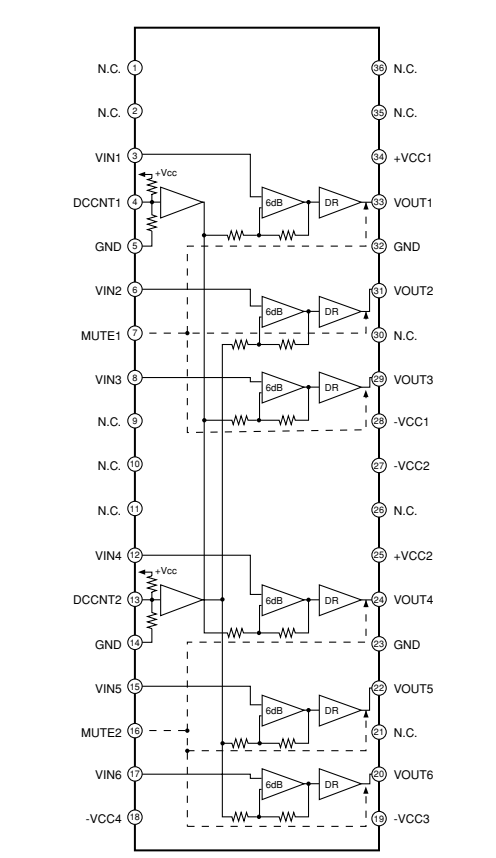 N.C. 1 36 N.C.
N.C. 2 35 N.C.
VIN1 3 34 +VCC1
+Vcc
DCCNT1 4 6dB DR 33 VOUT1
GND 5 32 GND
VIN2 6 31 VOUT2
6dB DR
MUTE1 7 30 N.C.
VIN3 8 29 VOUT3
6dB DR
N.C. 9 28 -VCC1
N.C. 10 27 -VCC2
N.C. 11 26 N.C.
VIN4 12 25 +VCC2
+Vcc
DCCNT2 13 6dB DR 24 VOUT4
GND 14 23 GND
VIN5 15 22 VOUT5
6dB DR
MUTE2 16 21 N.C.
VIN6 17 20 VOUT6
6dB DR
-VCC4 18 19 -VCC3